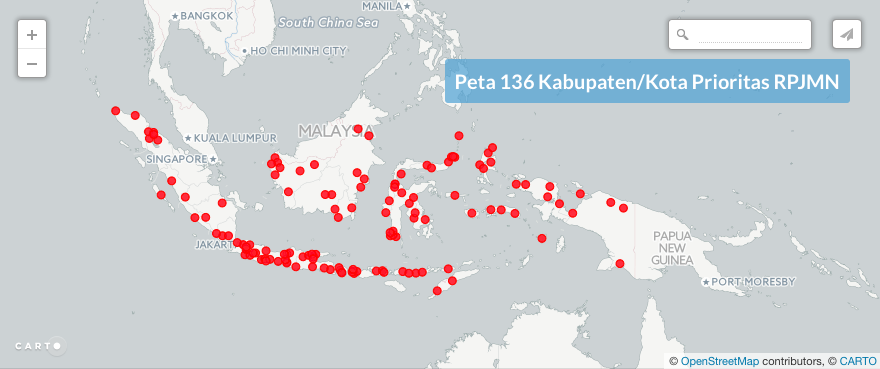 MANILA
BANGKOK
South China Sea
HO CHI MINH CITY
+
−
Peta 136 Kabupaten/Kota Prioritas RPJMN
MALAYSIA
KUALA LUMPUR
SINGAPORE
JAKARTA
PAPUA
NEW
GUINEA
PORT MORESBY
CARTO
© OpenStreetMap contributors, © CARTO